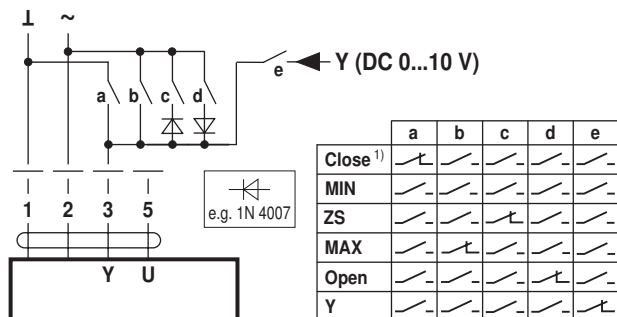 ⊥ ~
e Y (DC 0...10 V)
a b c d
1 2 3 5
e.g. 1N 4007
Y U
a b c d e
Close 1)
MIN
ZS
MAX
Open
Y